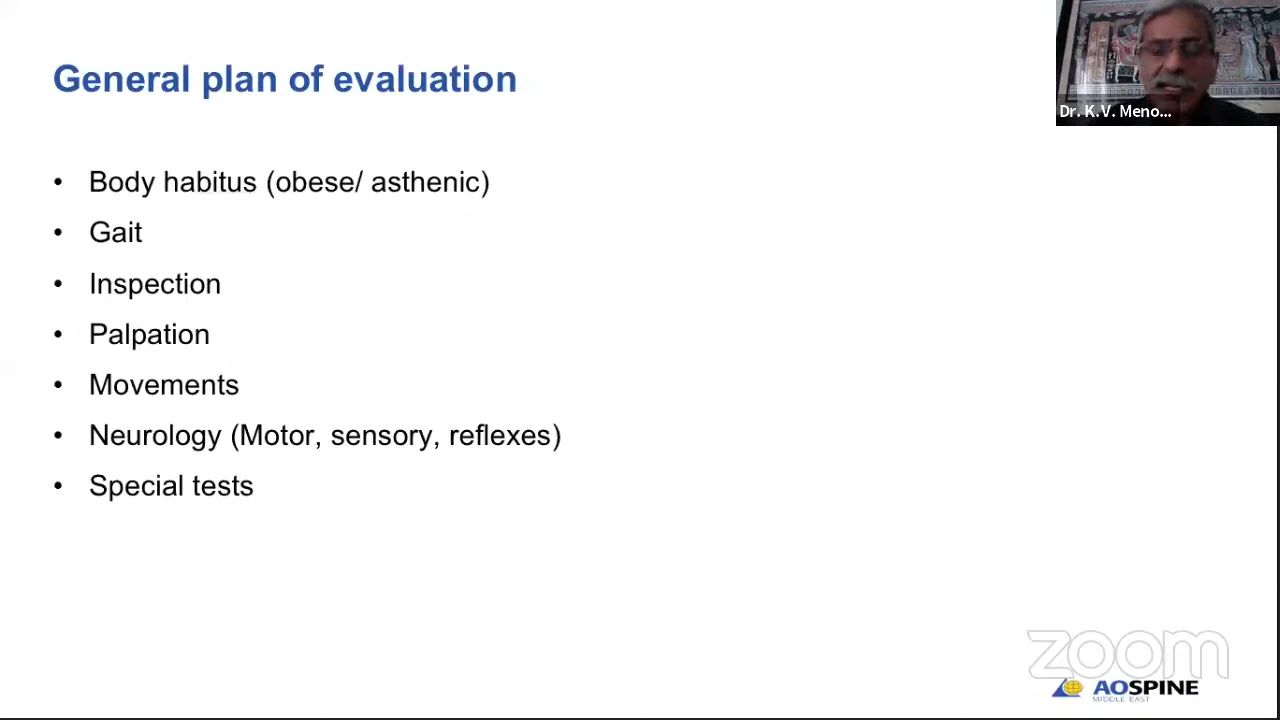 General plan of evaluation
Dr. K.V. Meno...
• Body habitus (obese/ asthenic)
• Gait
• Inspection
• Palpation
• Movements
• Neurology (Motor, sensory, reflexes)
• Special tests
zoom
AOSPINE
MIDDLE EAST